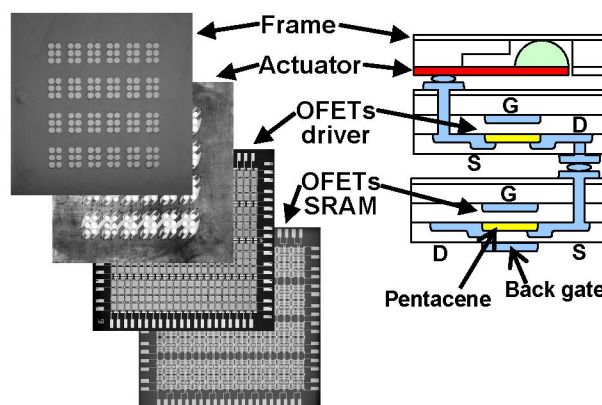 Frame
Actuator
OFETs
driver
OFETs
SRAM
G
D
S
G
D
S
Pentacene
Back gate